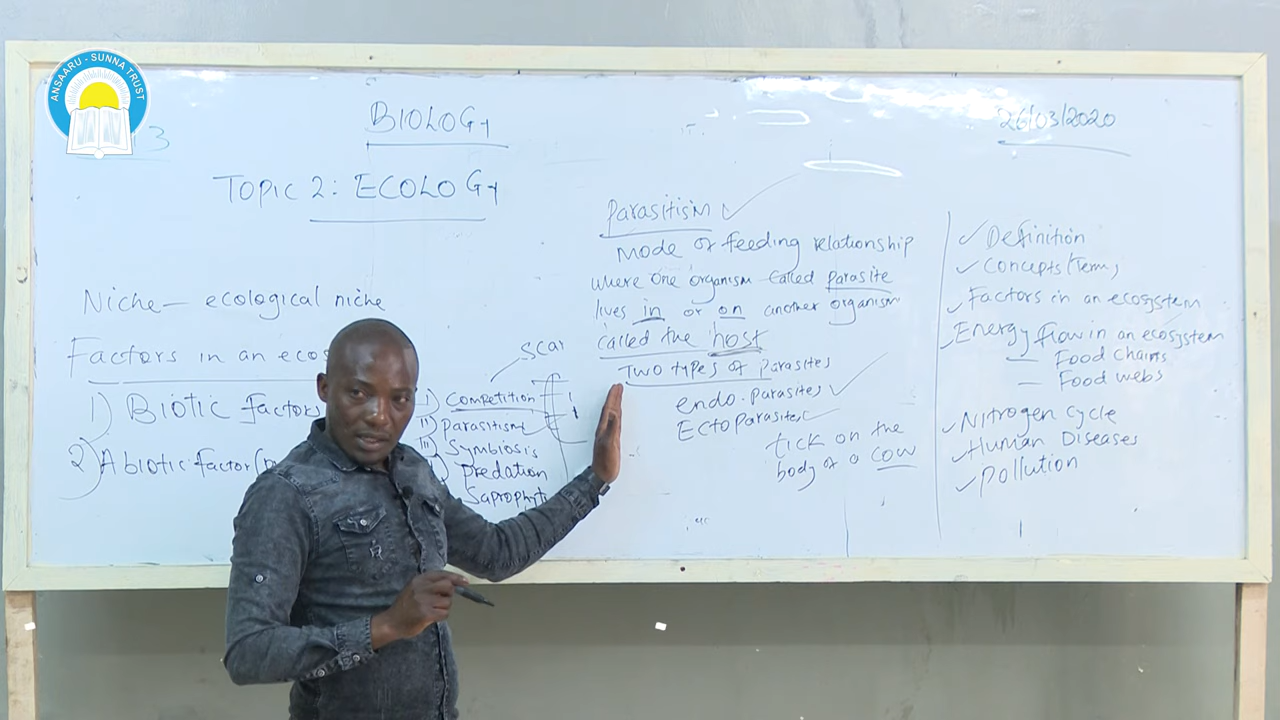 ANSAARU - SUNNA TRUST
3
BIOLOGY
26/03/2020
TOPIC 2: ECOLOGY
Niche — ecological niche
Factors in an ecos
1) Biotic factors
2) Abiotic factor
scar
i) Competition
ii) Parasitism
iii) Symbiosis
Predation
Saprophyt
Parasitism
Mode of feeding relationship
where one organism called parasite
lives in or on another organism
called the host
Two types of parasites
endo. parasites
Ectoparasites
tick on the
body of a cow
Definition
Concepts/Terms
Factors in an ecosystem
Energy flow in an ecosystem
— Food chains
— Food webs
Nitrogen cycle
Human Diseases
Pollution